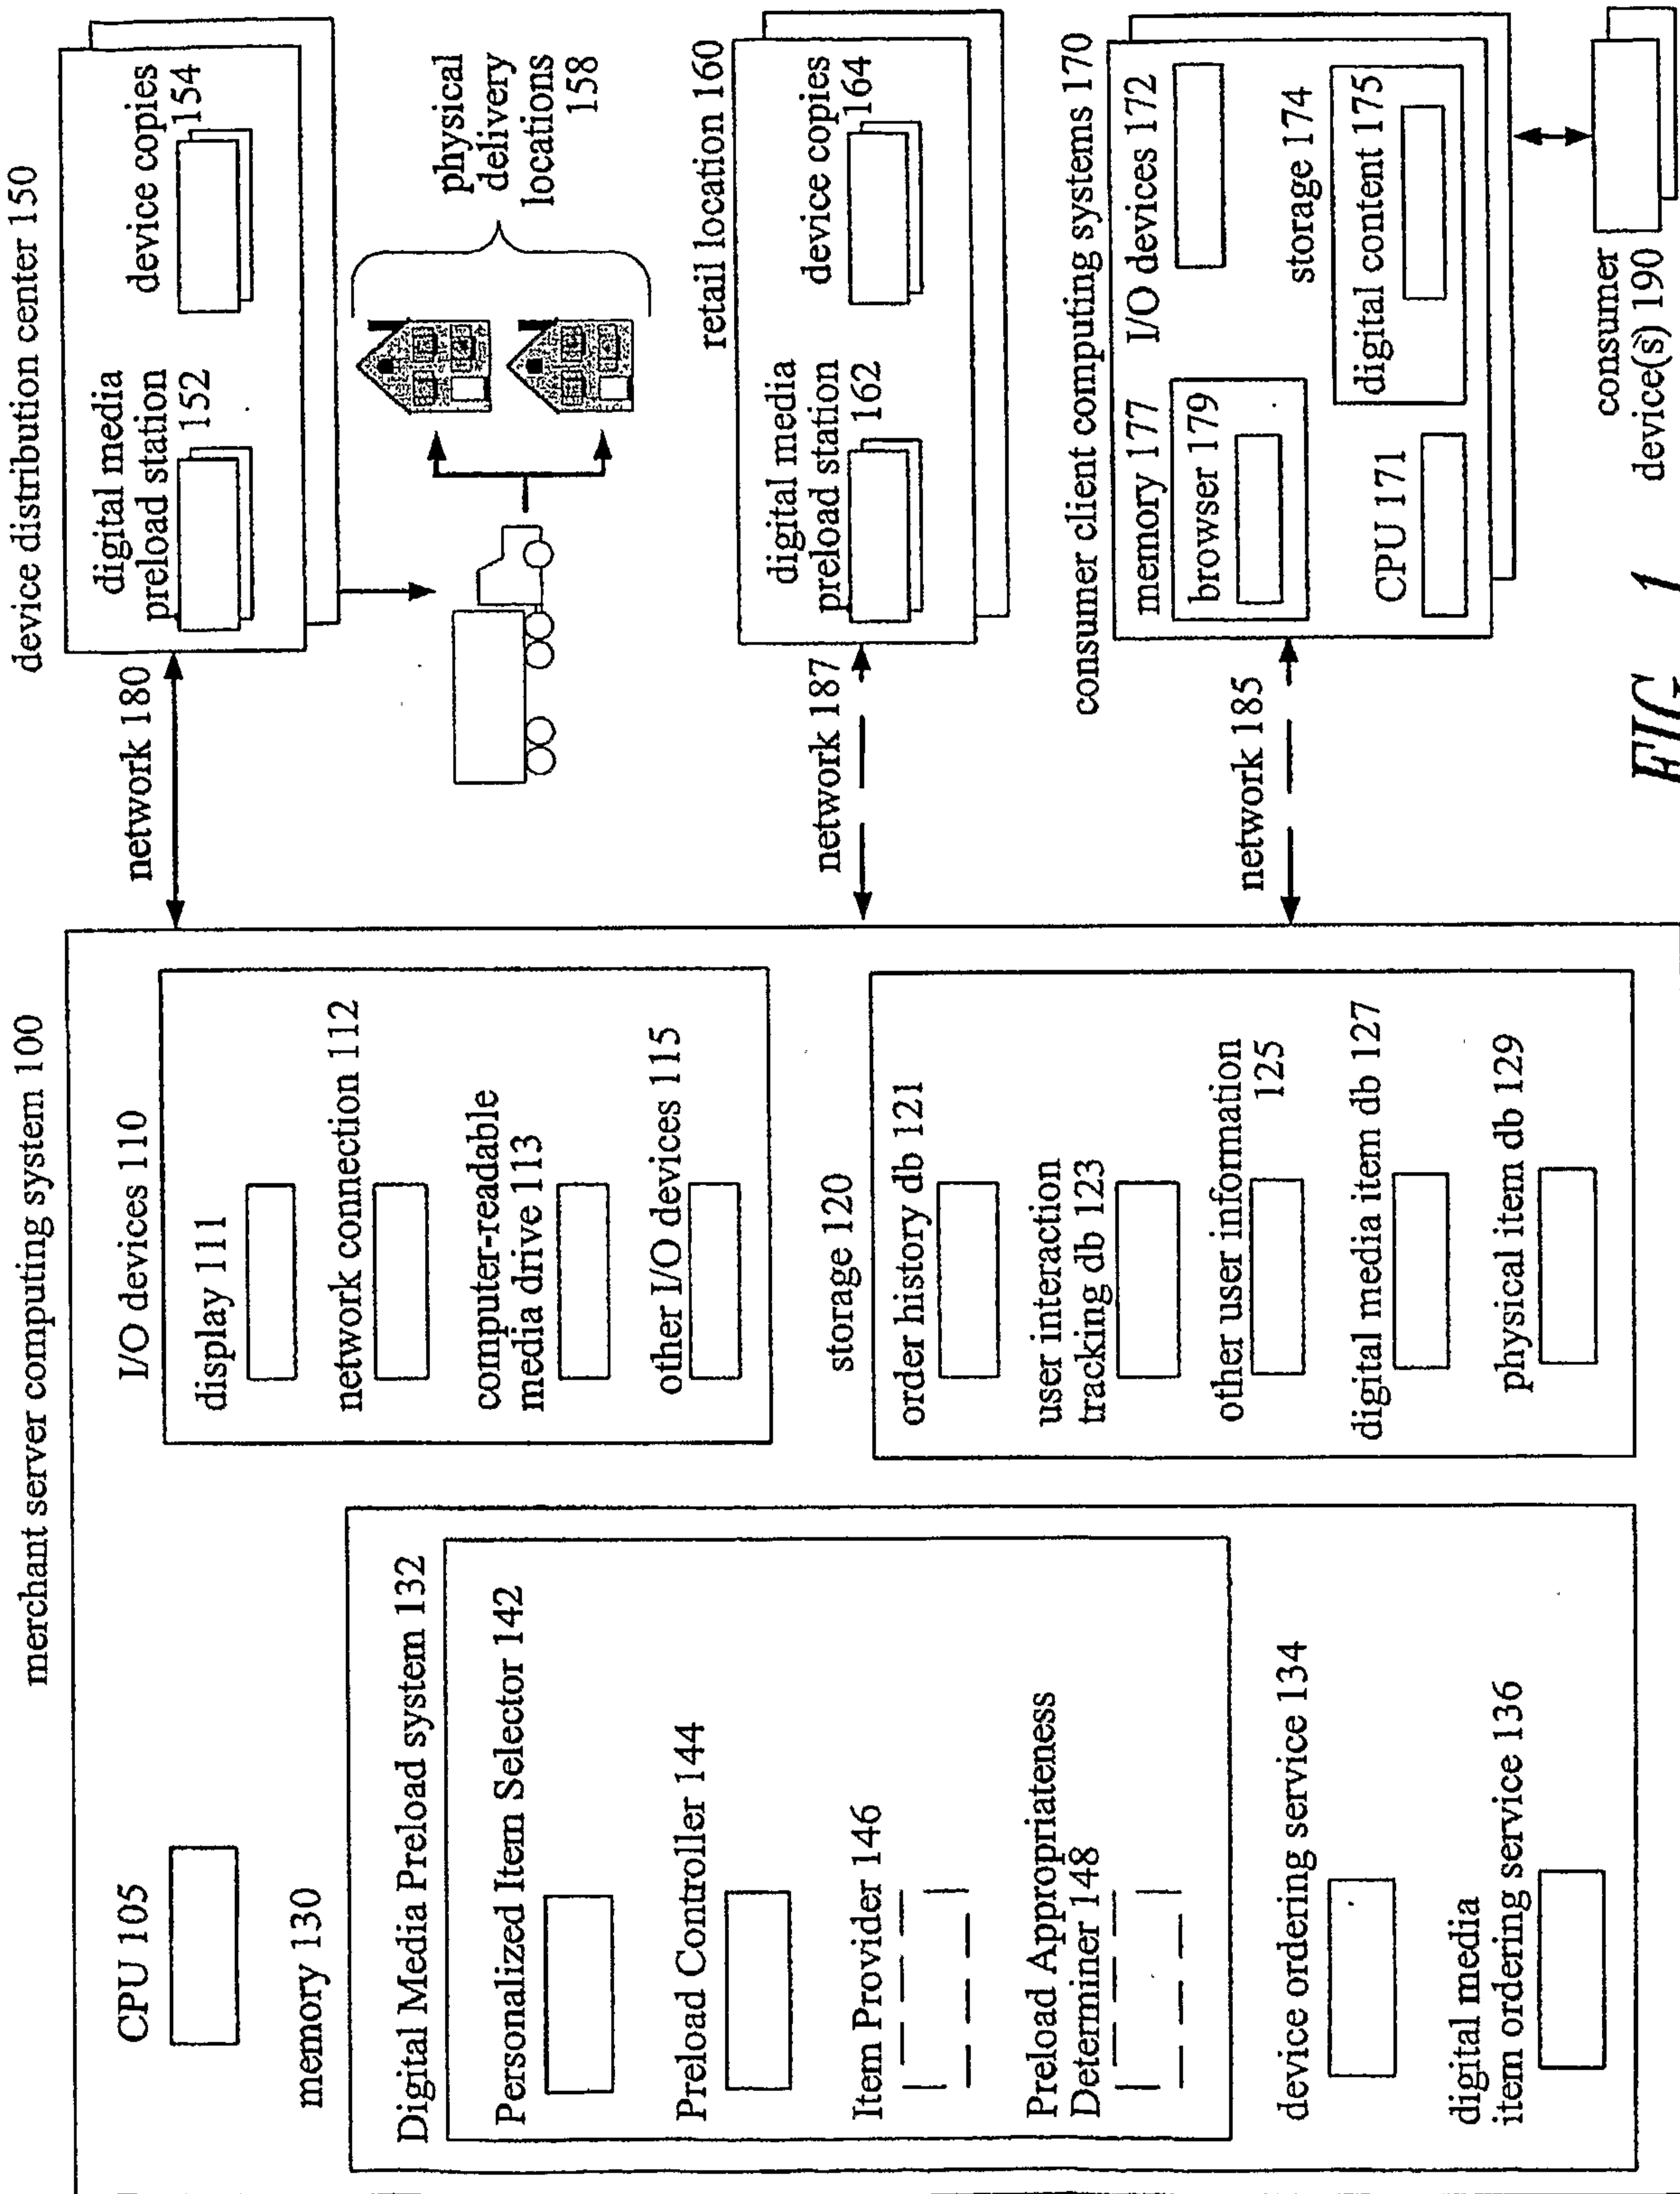 merchant server computing system 100
CPU 105
memory 130
Digital Media Preload system 132
Personalized Item Selector 142
Preload Controller 144
Item Provider 146
Preload Appropriateness
Determiner 148
device ordering service 134
digital media
item ordering service 136
I/O devices 110
display 111
network connection 112
computer-readable
media drive 113
other I/O devices 115
storage 120
order history db 121
user interaction
tracking db 123
other user information
125
digital media item db 127
physical item db 129
network 180
network 187
network 185
device distribution center 150
digital media
preload station
152
device copies
154
physical
delivery
locations
158
retail location 160
digital media
preload station
162
device copies
164
consumer client computing systems 170
memory 177
browser 179
I/O devices 172
storage 174
digital content 175
CPU 171
consumer
device(s) 190
FIG. 1